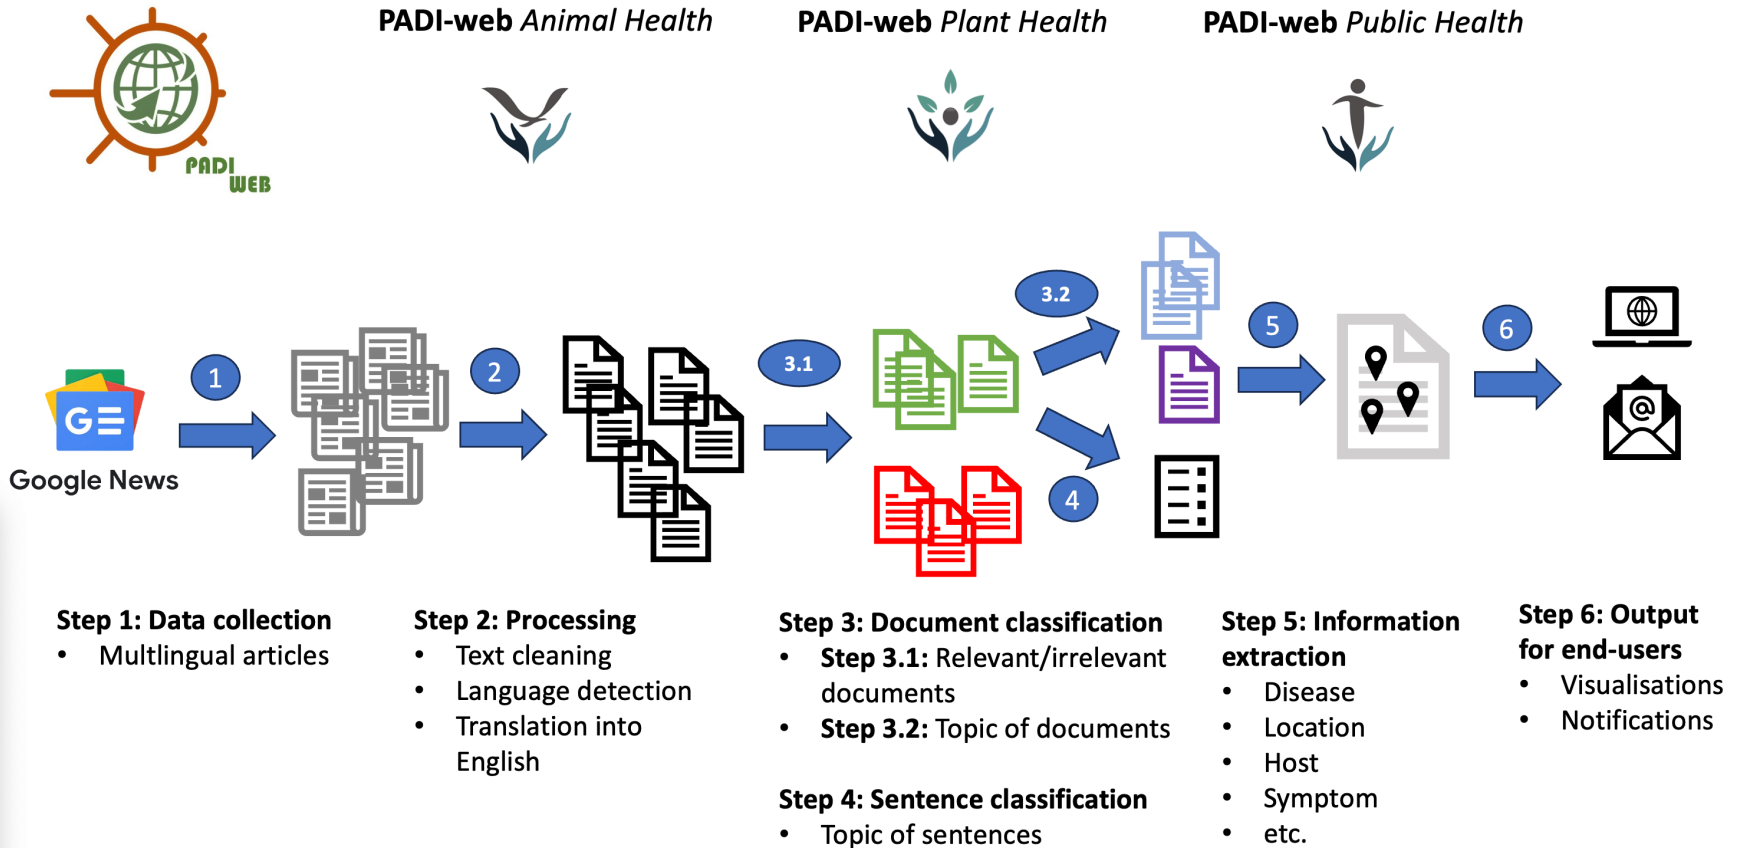 PADI-web Animal Health
PADI-web Plant Health
PADI-web Public Health
PADI
WEB
3.2
5
6
1
2
3.1
GE
Google News
@
4
Step 1: Data collection
• Multlingual articles
Step 2: Processing
• Text cleaning
• Language detection
• Translation into
English
Step 3: Document classification
• Step 3.1: Relevant/irrelevant
documents
• Step 3.2: Topic of documents
Step 4: Sentence classification
• Topic of sentences
Step 5: Information
extraction
• Disease
• Location
• Host
• Symptom
• etc.
Step 6: Output
for end-users
• Visualisations
• Notifications